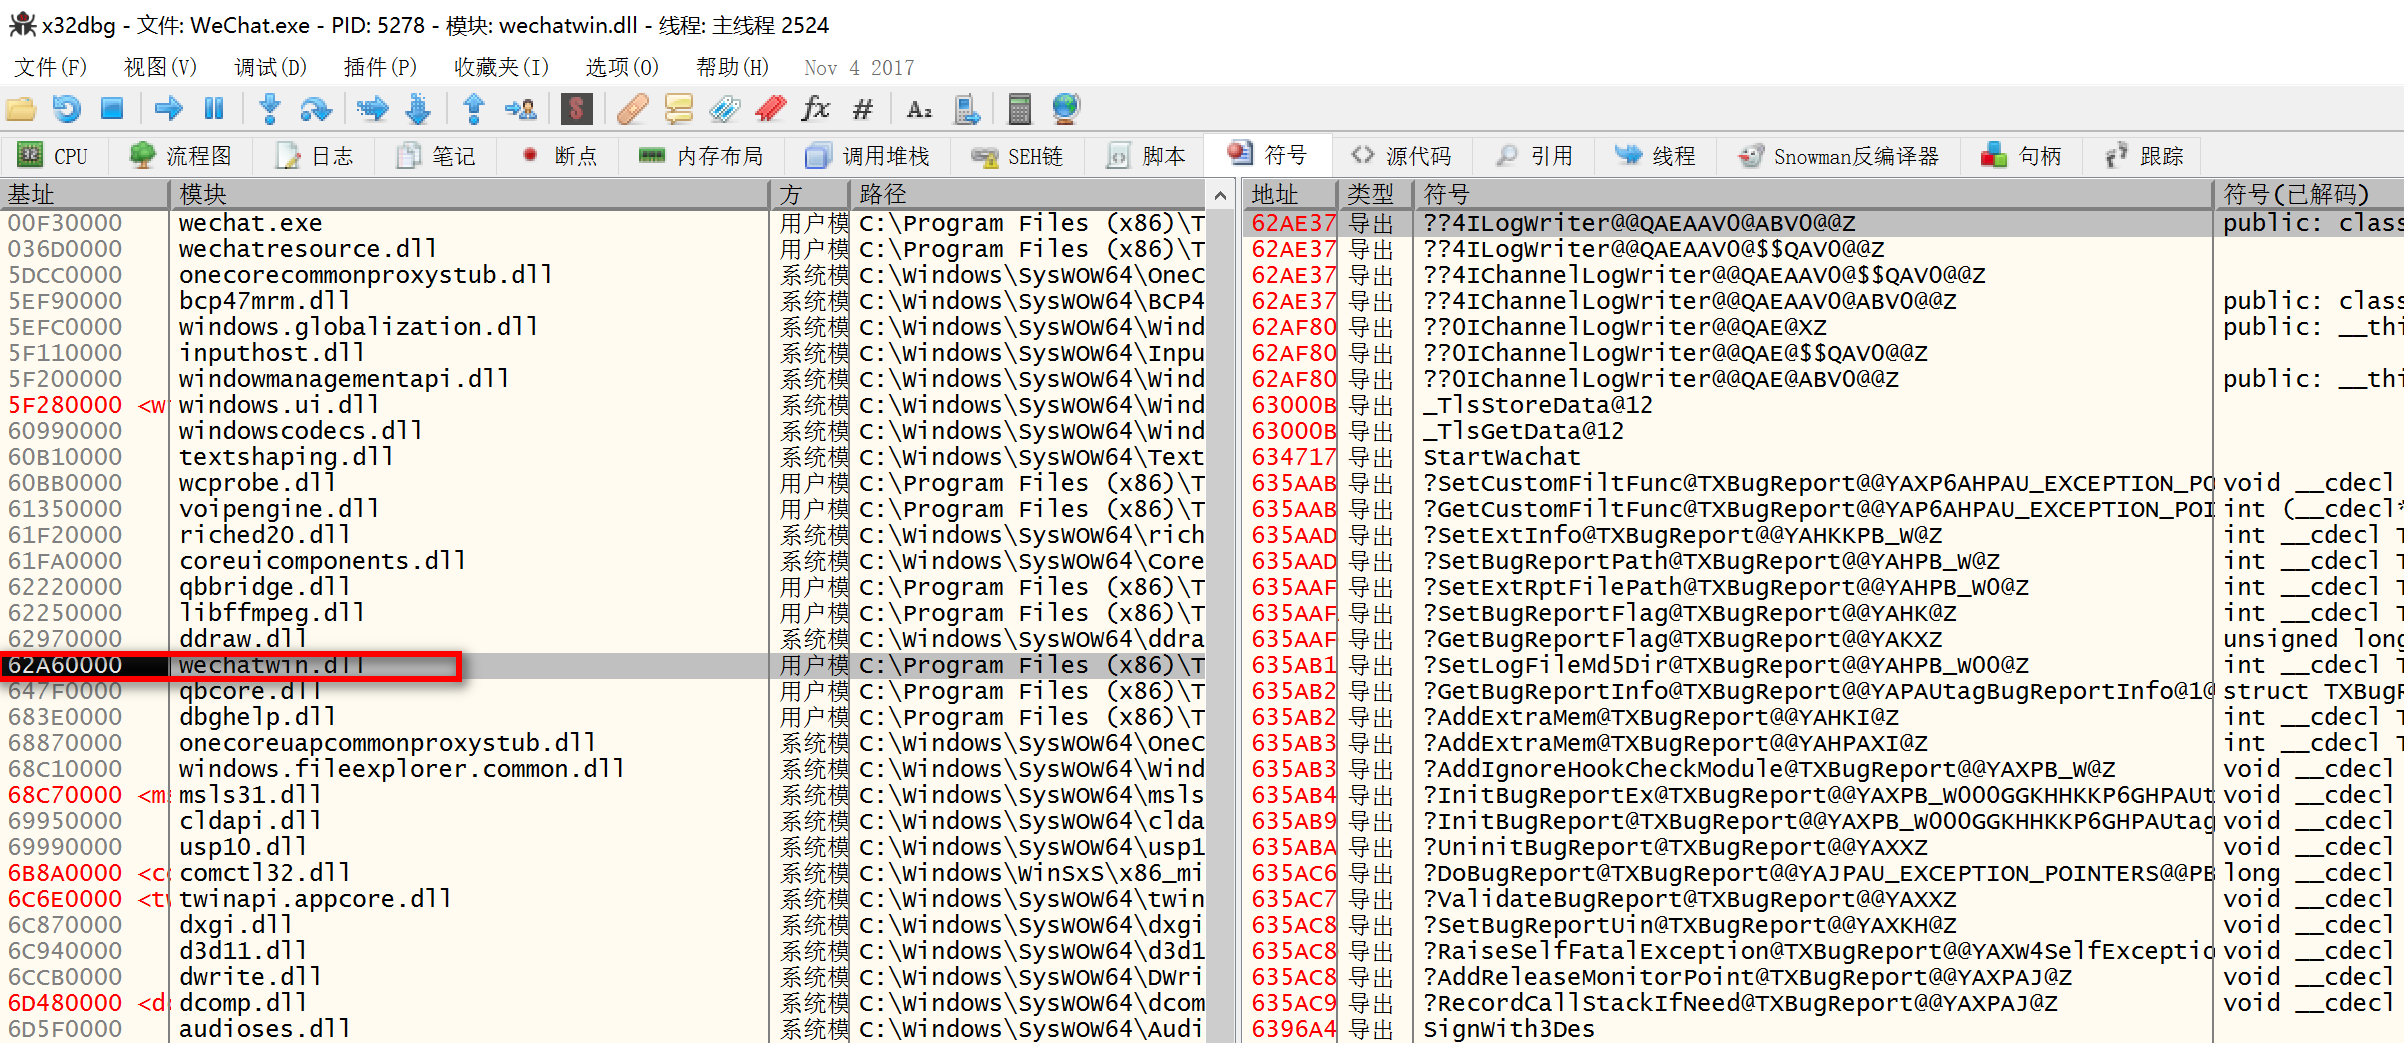 x32dbg - 文件: WeChat.exe - PID: 5278 - 模块: wechatwin.dll - 线程: 主线程 2524
文件(F) 视图(V) 调试(D) 插件(P) 收藏夹(I) 选项(O) 帮助(H) Nov 4 2017
CPU 流程图 日志 笔记 断点 内存布局 调用堆栈 SEH链 脚本 符号 源代码 引用 线程 Snowman反编译器 句柄 跟踪
基址 模块 方 路径 地址 类型 符号 符号(已解码)
00F30000 wechat.exe 用户模 C:\Program Files (x86)\T 62AE37 导出 ??4ILogWriter@@QAEAAV0@ABV0@@Z public: class
036D0000 wechatresource.dll 用户模 C:\Program Files (x86)\T 62AE37 导出 ??4ILogWriter@@QAEAAV0@$$QAV0@@Z
5DCC0000 onecorecommonproxystub.dll 系统模 C:\Windows\SysWOW64\OneC 62AE37 导出 ??4IChannelLogWriter@@QAEAAV0@$$QAV0@@Z
5EF90000 bcp47mrm.dll 系统模 C:\Windows\SysWOW64\BCP4 62AE37 导出 ??4IChannelLogWriter@@QAEAAV0@ABV0@@Z public: class
5EFC0000 windows.globalization.dll 系统模 C:\Windows\SysWOW64\Wind 62AF80 导出 ??0IChannelLogWriter@@QAE@XZ public: __thi
5F110000 inputhost.dll 系统模 C:\Windows\SysWOW64\Inpu 62AF80 导出 ??0IChannelLogWriter@@QAE@$$QAV0@@Z
5F200000 windowmanagementapi.dll 系统模 C:\Windows\SysWOW64\Wind 62AF80 导出 ??0IChannelLogWriter@@QAE@ABV0@@Z public: __thi
5F280000 <w windows.ui.dll 系统模 C:\Windows\SysWOW64\Wind 63000B 导出 _TlsStoreData@12
60990000 windowscodecs.dll 系统模 C:\Windows\SysWOW64\Wind 63000B 导出 _TlsGetData@12
60B10000 textshaping.dll 系统模 C:\Windows\SysWOW64\Text 634717 导出 StartWachat
60BB0000 wcprobe.dll 用户模 C:\Program Files (x86)\T 635AAB 导出 ?SetCustomFiltFunc@TXBugReport@@YAXP6AHPAU_EXCEPTION_PO void __cdecl
61350000 voipengine.dll 用户模 C:\Program Files (x86)\T 635AAB 导出 ?GetCustomFiltFunc@TXBugReport@@YAP6AHPAU_EXCEPTION_POI int (__cdecl*
61F20000 riched20.dll 系统模 C:\Windows\SysWOW64\rich 635AAD 导出 ?SetExtInfo@TXBugReport@@YAHKKPB_W@Z int __cdecl T
61FA0000 coreuicomponents.dll 系统模 C:\Windows\SysWOW64\Core 635AAD 导出 ?SetBugReportPath@TXBugReport@@YAHPB_W@Z int __cdecl T
62220000 qbbridge.dll 用户模 C:\Program Files (x86)\T 635AAF 导出 ?SetExtRptFilePath@TXBugReport@@YAHPB_W0@Z int __cdecl T
62250000 libffmpeg.dll 用户模 C:\Program Files (x86)\T 635AAF 导出 ?SetBugReportFlag@TXBugReport@@YAHK@Z int __cdecl T
62970000 ddraw.dll 系统模 C:\Windows\SysWOW64\ddra 635AAF 导出 ?GetBugReportFlag@TXBugReport@@YAKXZ unsigned long
62A60000 wechatwin.dll 用户模 C:\Program Files (x86)\T 635AB1 导出 ?SetLogFileMd5Dir@TXBugReport@@YAHPB_W00@Z int __cdecl T
647F0000 qbcore.dll 用户模 C:\Program Files (x86)\T 635AB2 导出 ?GetBugReportInfo@TXBugReport@@YAPAUtagBugReportInfo@1@ struct TXBugR
683E0000 dbghelp.dll 用户模 C:\Program Files (x86)\T 635AB2 导出 ?AddExtraMem@TXBugReport@@YAHKI@Z int __cdecl T
68870000 onecoreuapcommonproxystub.dll 系统模 C:\Windows\SysWOW64\OneC 635AB3 导出 ?AddExtraMem@TXBugReport@@YAHPAXI@Z int __cdecl T
68C10000 windows.fileexplorer.common.dll 系统模 C:\Windows\SysWOW64\Wind 635AB3 导出 ?AddIgnoreHookCheckModule@TXBugReport@@YAXPB_W@Z void __cdecl
68C70000 <m msls31.dll 系统模 C:\Windows\SysWOW64\msls 635AB4 导出 ?InitBugReportEx@TXBugReport@@YAXPB_W000GGKHHKKP6GHPAUt void __cdecl
69950000 cldapi.dll 系统模 C:\Windows\SysWOW64\clda 635AB9 导出 ?InitBugReport@TXBugReport@@YAXPB_W000GGKHHKKP6GHPAUtag void __cdecl
69990000 usp10.dll 系统模 C:\Windows\SysWOW64\usp1 635ABA 导出 ?UninitBugReport@TXBugReport@@YAXXZ void __cdecl
6B8A0000 <c comctl32.dll 系统模 C:\Windows\WinSxS\x86_mi 635AC6 导出 ?DoBugReport@TXBugReport@@YAJPAU_EXCEPTION_POINTERS@@PB long __cdecl
6C6E0000 <tv twinapi.appcore.dll 系统模 C:\Windows\SysWOW64\twin 635AC7 导出 ?ValidateBugReport@TXBugReport@@YAXXZ void __cdecl
6C870000 dxgi.dll 系统模 C:\Windows\SysWOW64\dxgi 635AC8 导出 ?SetBugReportUin@TXBugReport@@YAXKH@Z void __cdecl
6C940000 d3d11.dll 系统模 C:\Windows\SysWOW64\d3d1 635AC8 导出 ?RaiseSelfFatalException@TXBugReport@@YAXW4SelfExceptio void __cdecl
6CCB0000 dwrite.dll 系统模 C:\Windows\SysWOW64\DWri 635AC8 导出 ?AddReleaseMonitorPoint@TXBugReport@@YAXPAJ@Z void __cdecl
6D480000 <d dcomp.dll 系统模 C:\Windows\SysWOW64\dcom 635AC9 导出 ?RecordCallStackIfNeed@TXBugReport@@YAXPAJ@Z void __cdecl
6D5F0000 audioses.dll 系统模 C:\Windows\SysWOW64\Audi 6396A4 导出 SignWith3Des